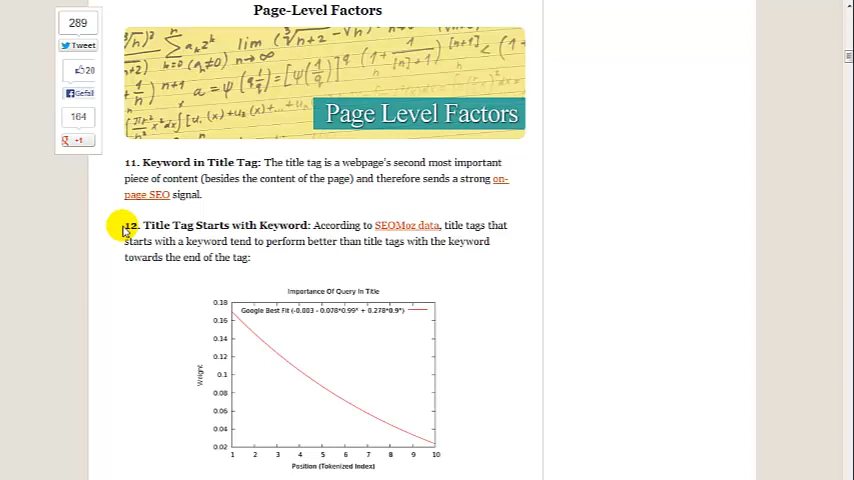 Page-Level Factors
289
Tweet
20
Gefäll
164
+1
Page Level Factors
11. Keyword in Title Tag: The title tag is a webpage's second most important
piece of content (besides the content of the page) and therefore sends a strong on-
page SEO signal.
12. Title Tag Starts with Keyword: According to SEOMoz data, title tags that
starts with a keyword tend to perform better than title tags with the keyword
towards the end of the tag:
Importance Of Query In Title
Google Best Fit (-0.803 - 0.078*0.99ˣ + 0.278*0.9ˣ)
0.18
0.16
0.14
0.12
0.1
0.08
0.06
0.04
0.02
Weight
1 2 3 4 5 6 7 8 9 10
Position (Tokenized Index)